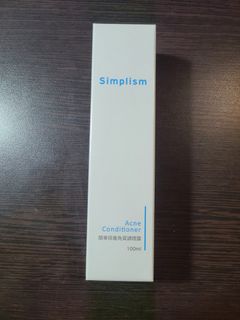 Simplism
Acne
Conditioner
100ml